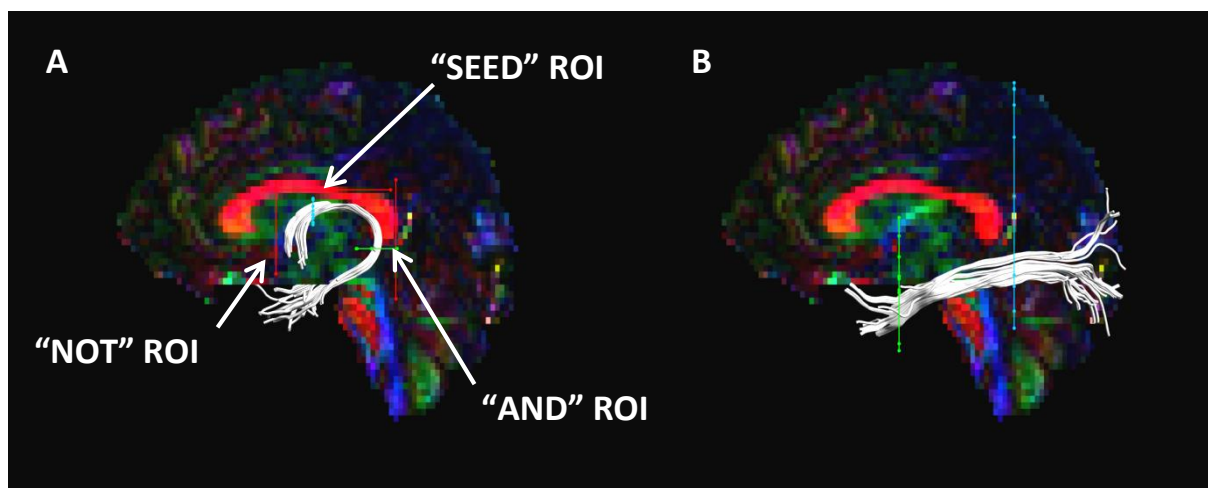 A
“SEED” ROI
“NOT” ROI
“AND” ROI
B